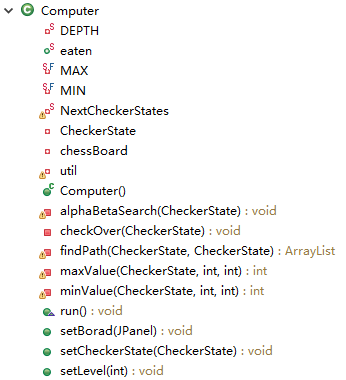 Computer
DEPTH
eaten
MAX
MIN
NextCheckerStates
CheckerState
chessBoard
util
Computer()
alphaBetaSearch(CheckerState) : void
checkOver(CheckerState) : void
findPath(CheckerState, CheckerState) : ArrayList
maxValue(CheckerState, int, int) : int
minValue(CheckerState, int, int) : int
run() : void
setBorad(JPanel) : void
setCheckerState(CheckerState) : void
setLevel(int) : void